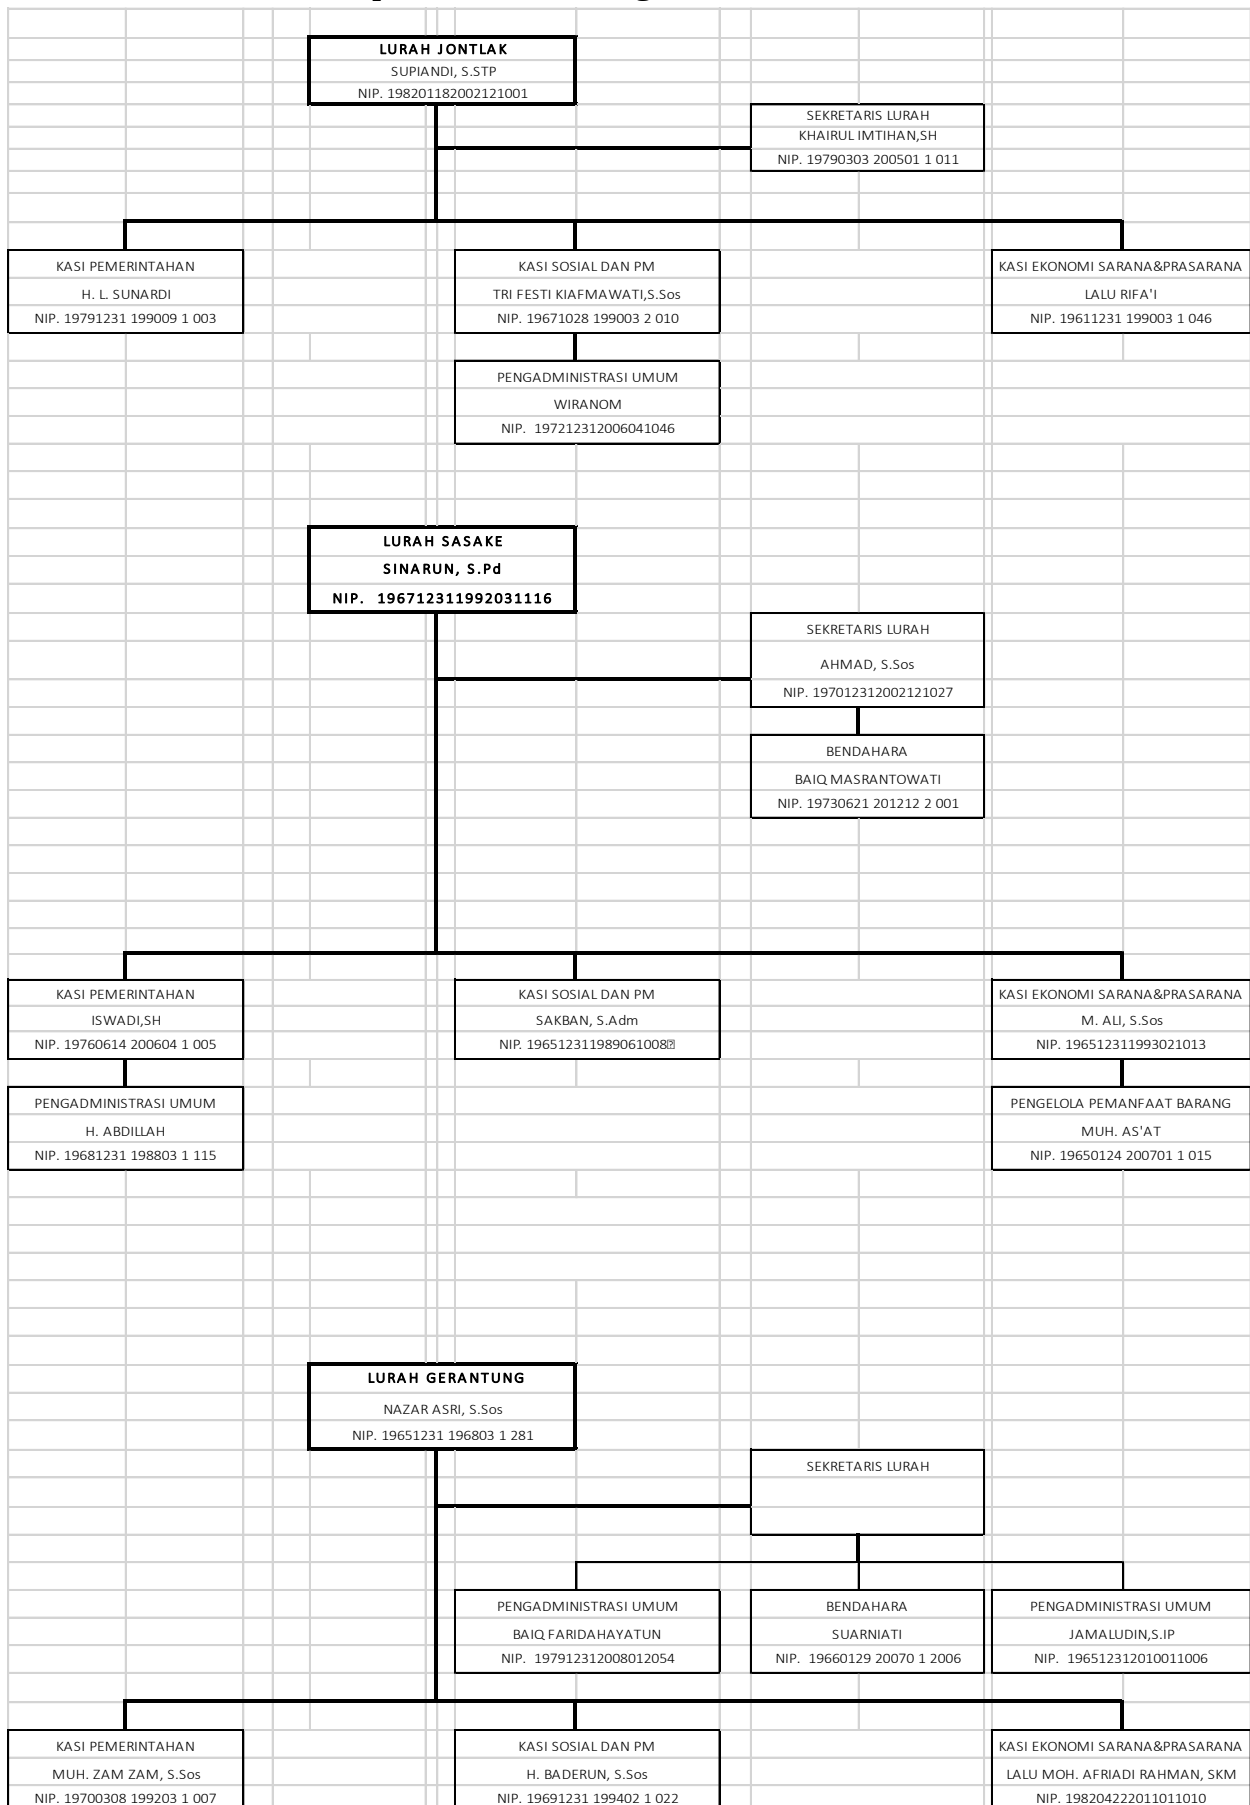 LURAH JONTLAK
SUPIANDI, S.STP
NIP. 198201182002121001
SEKRETARIS LURAH
KHAIRUL IMTIHAN,SH
NIP. 19790303 200501 1 011
KASI PEMERINTAHAN
H. L. SUNARDI
NIP. 19791231 199009 1 003
KASI SOSIAL DAN PM
TRI FESTI KIAFMAWATI,S.Sos
NIP. 19671028 199003 2 010
KASI EKONOMI SARANA&PRASARANA
LALU RIFA'I
NIP. 19611231 199003 1 046
PENGADMINISTRASI UMUM
WIRANOM
NIP. 197212312006041046
LURAH SASAKE
SINARUN, S.Pd
NIP. 196712311992031116
SEKRETARIS LURAH
AHMAD, S.Sos
NIP. 197012312002121027
BENDAHARA
BAIQ MASRANTOWATI
NIP. 19730621 201212 2 001
KASI PEMERINTAHAN
ISWADI,SH
NIP. 19760614 200604 1 005
KASI SOSIAL DAN PM
SAKBAN, S.Adm
NIP. 196512311989061008
KASI EKONOMI SARANA&PRASARANA
M. ALI, S.Sos
NIP. 196512311993021013
PENGADMINISTRASI UMUM
H. ABDILLAH
NIP. 19681231 198803 1 115
PENGELOLA PEMANFAAT BARANG
MUH. AS'AT
NIP. 19650124 200701 1 015
LURAH GERANTUNG
NAZAR ASRI, S.Sos
NIP. 19651231 196803 1 281
SEKRETARIS LURAH
PENGADMINISTRASI UMUM
BAIQ FARIDAHAYATUN
NIP. 197912312008012054
BENDAHARA
SUARNIATI
NIP. 19660129 20070 1 2006
PENGADMINISTRASI UMUM
JAMALUDIN,S.IP
NIP. 196512312010011006
KASI PEMERINTAHAN
MUH. ZAM ZAM, S.Sos
NIP. 19700308 199203 1 007
KASI SOSIAL DAN PM
H. BADERUN, S.Sos
NIP. 19691231 199402 1 022
KASI EKONOMI SARANA&PRASARANA
LALU MOH. AFRIADI RAHMAN, SKM
NIP. 198204222011011010